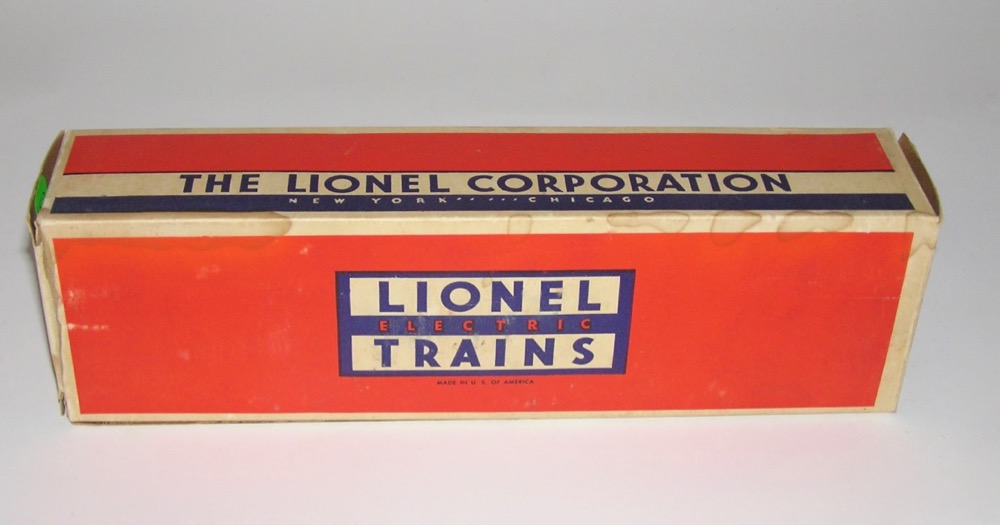 THE LIONEL CORPORATION
NEW YORK ······ CHICAGO
LIONEL
ELECTRIC
TRAINS
MADE IN U. S. OF AMERICA